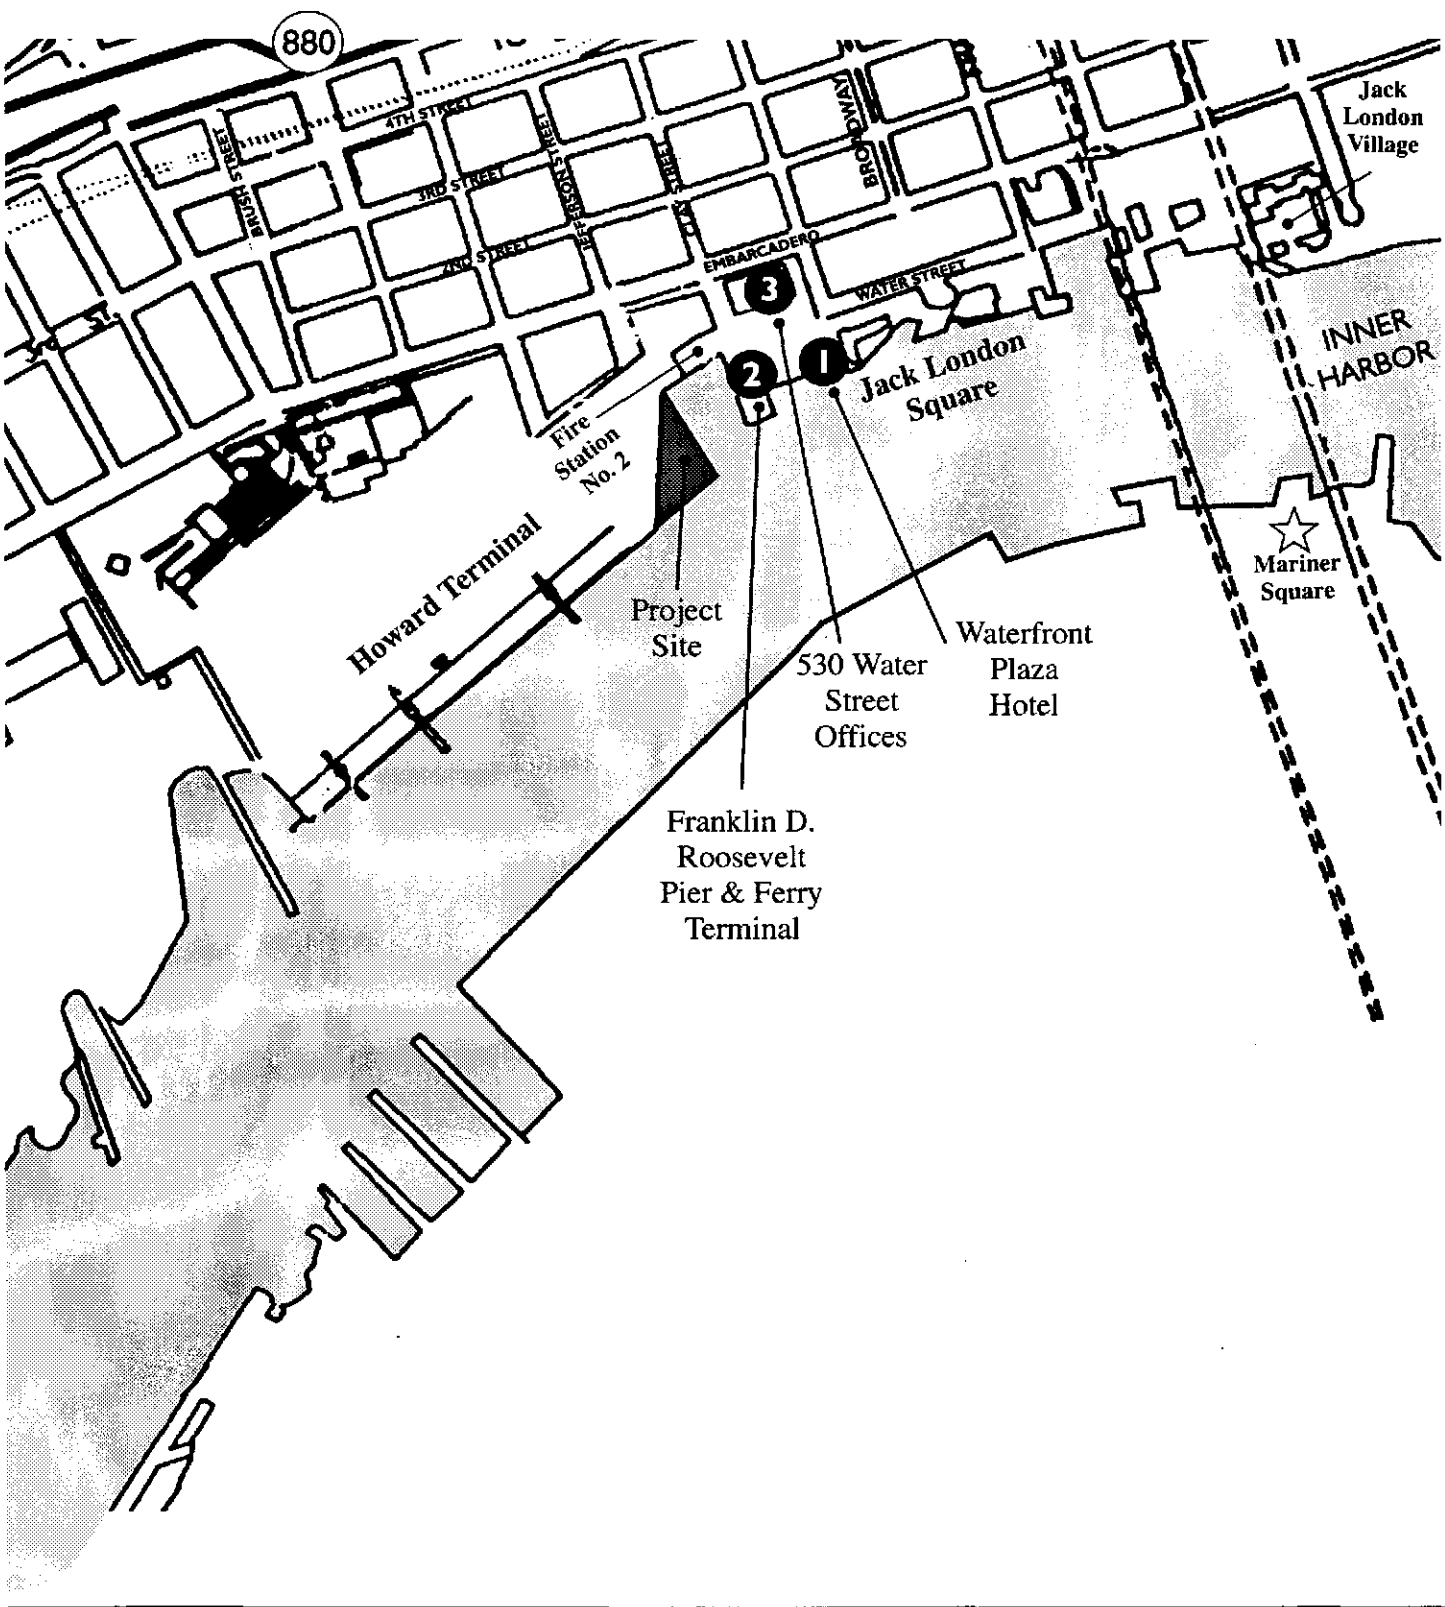 880
4TH STREET
BROADWAY
Jack
London
Village
BRUSH STREET
JEFFERSON STREET
3RD STREET
CLAY STREET
2ND STREET
EMBARCADERO
WATER STREET
ST.
3
INNER
HARBOR
2
1
Jack London
Square
Fire
Station
No. 2
Howard Terminal
Mariner
Square
Project
Site
530 Water
Street
Offices
Waterfront
Plaza
Hotel
Franklin D.
Roosevelt
Pier & Ferry
Terminal